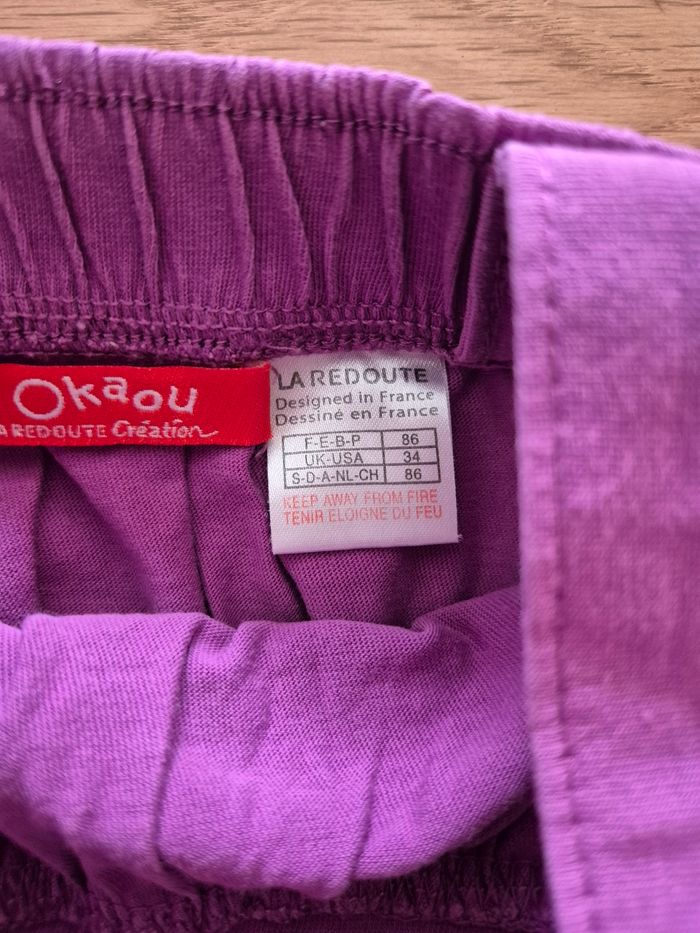 Okaou
LA REDOUTE Création
LA REDOUTE
Designed in France
Dessiné en France
F-E-B-P 86
UK-USA 34
S-D-A-NL-CH 86
KEEP AWAY FROM FIRE
TENIR ELOIGNE DU FEU